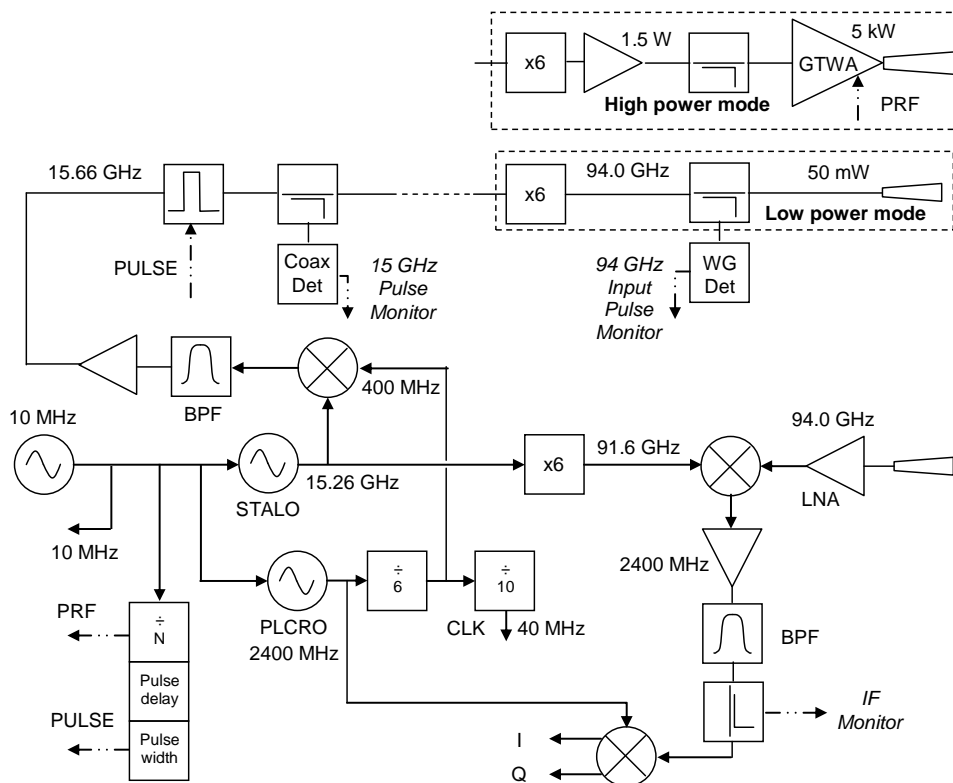 1.5 W
5 kW
x6
GTWA
High power mode
PRF
15.66 GHz
94.0 GHz
50 mW
x6
Low power mode
PULSE
Coax
Det
15 GHz
Pulse
Monitor
94 GHz
Input
Pulse
Monitor
WG
Det
400 MHz
BPF
10 MHz
94.0 GHz
91.6 GHz
x6
15.26 GHz
STALO
LNA
10 MHz
2400 MHz
÷
6
÷
10
PRF
÷
N
PLCRO
2400 MHz
CLK
40 MHz
BPF
Pulse
delay
PULSE
Pulse
width
IF
Monitor
I
Q